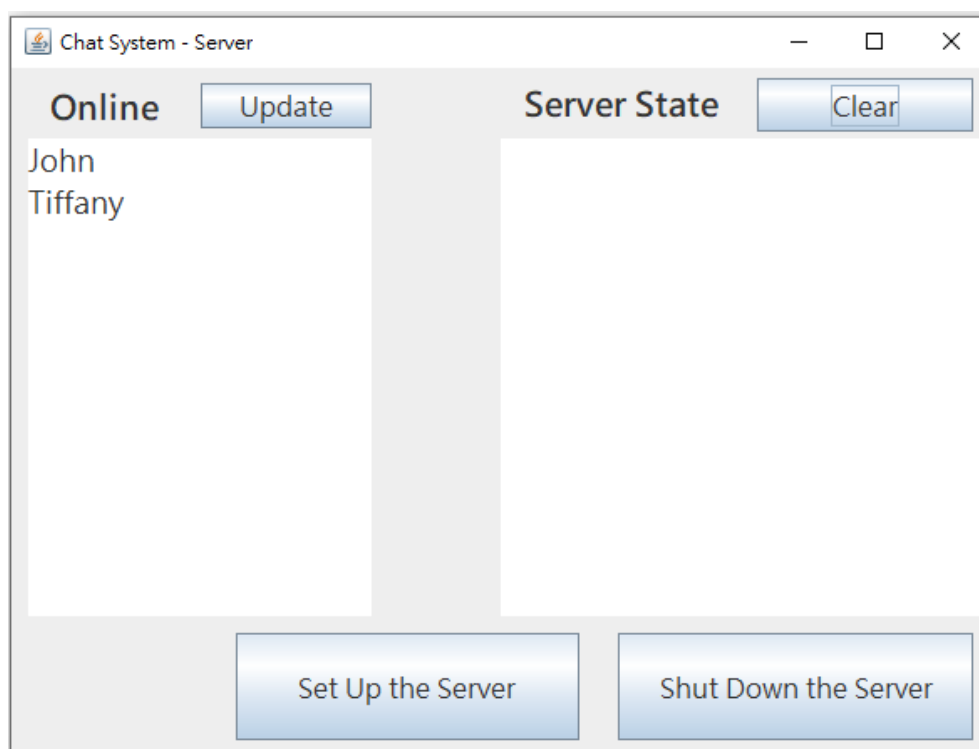 Chat System - Server
Online
Update
Server State
Clear
John
Tiffany
Set Up the Server
Shut Down the Server